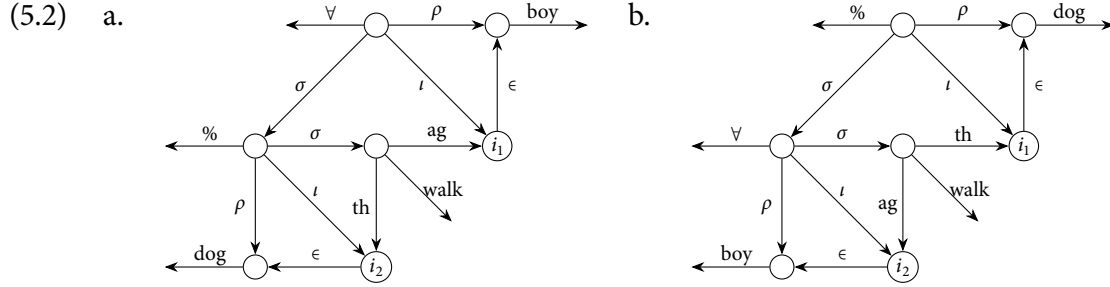 (5.2) a. b.
∀ ρ boy % ρ dog
σ ι ϵ σ ι ϵ
% σ ag i₁ ∀ σ th i₁
ρ ι th walk ρ ι ag walk
dog ϵ i₂ boy ϵ i₂